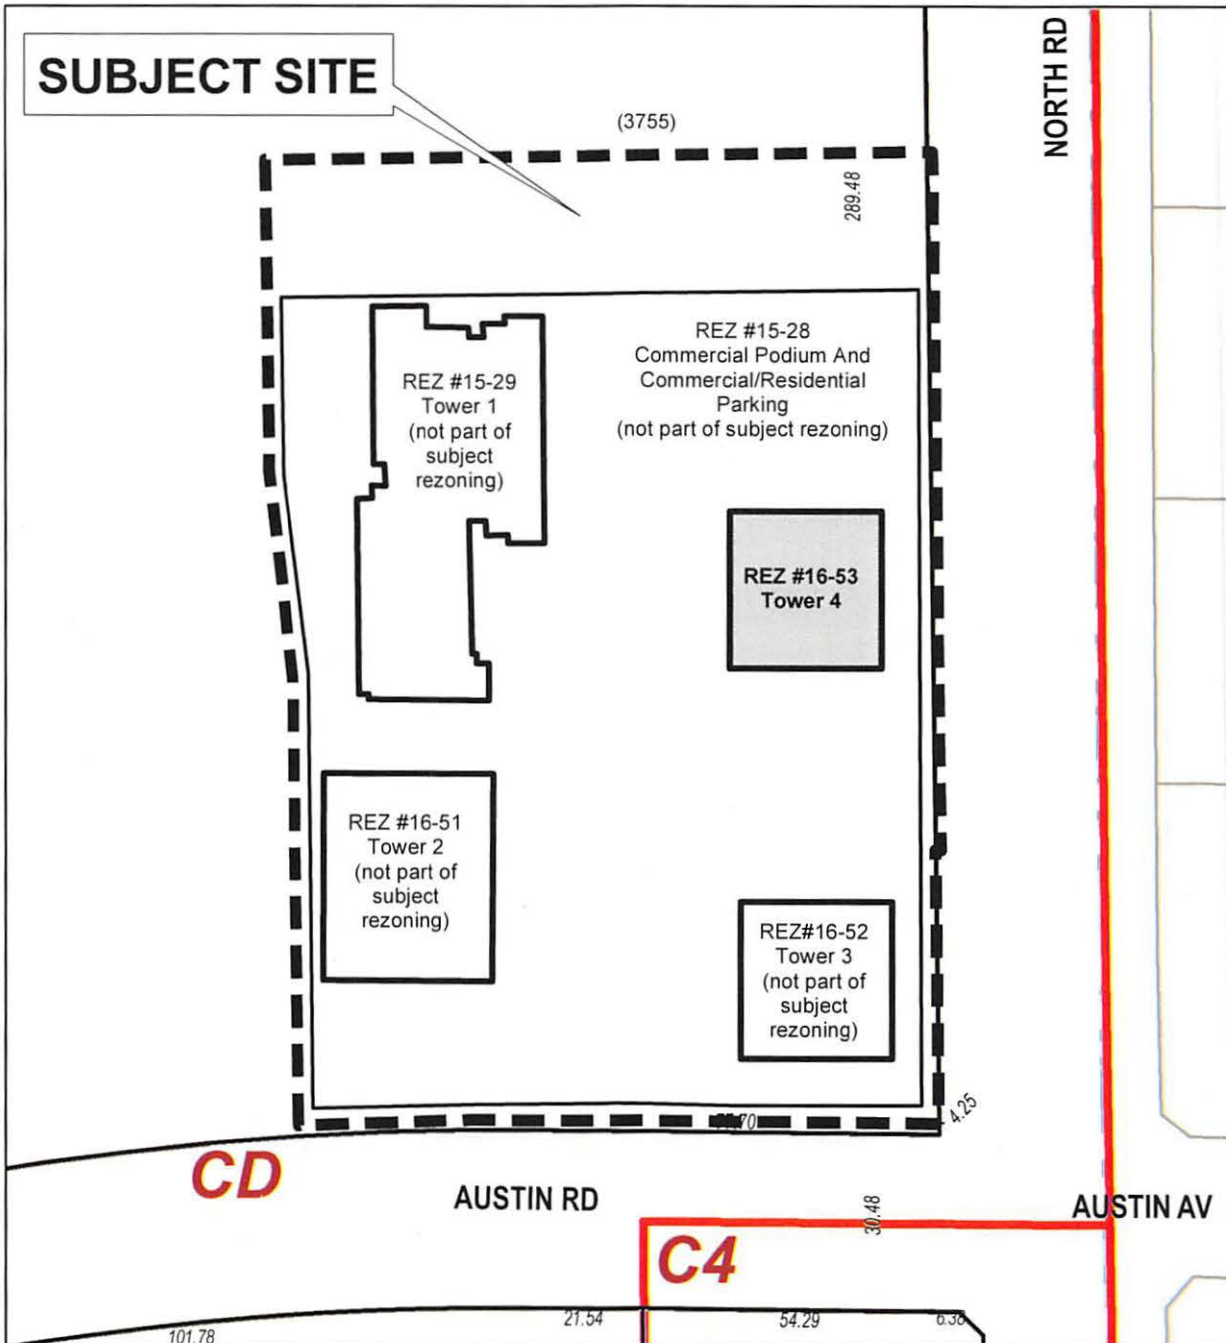 SUBJECT SITE
NORTH RD
(3755)
289.48
REZ #15-28
Commercial Podium And
Commercial/Residential
Parking
(not part of subject rezoning)
REZ #15-29
Tower 1
(not part of
subject
rezoning)
REZ #16-53
Tower 4
REZ #16-51
Tower 2
(not part of
subject
rezoning)
REZ#16-52
Tower 3
(not part of
subject
rezoning)
4.25
CD
AUSTIN RD
30.48
AUSTIN AV
C4
101.78
21.54
54.29
6.38